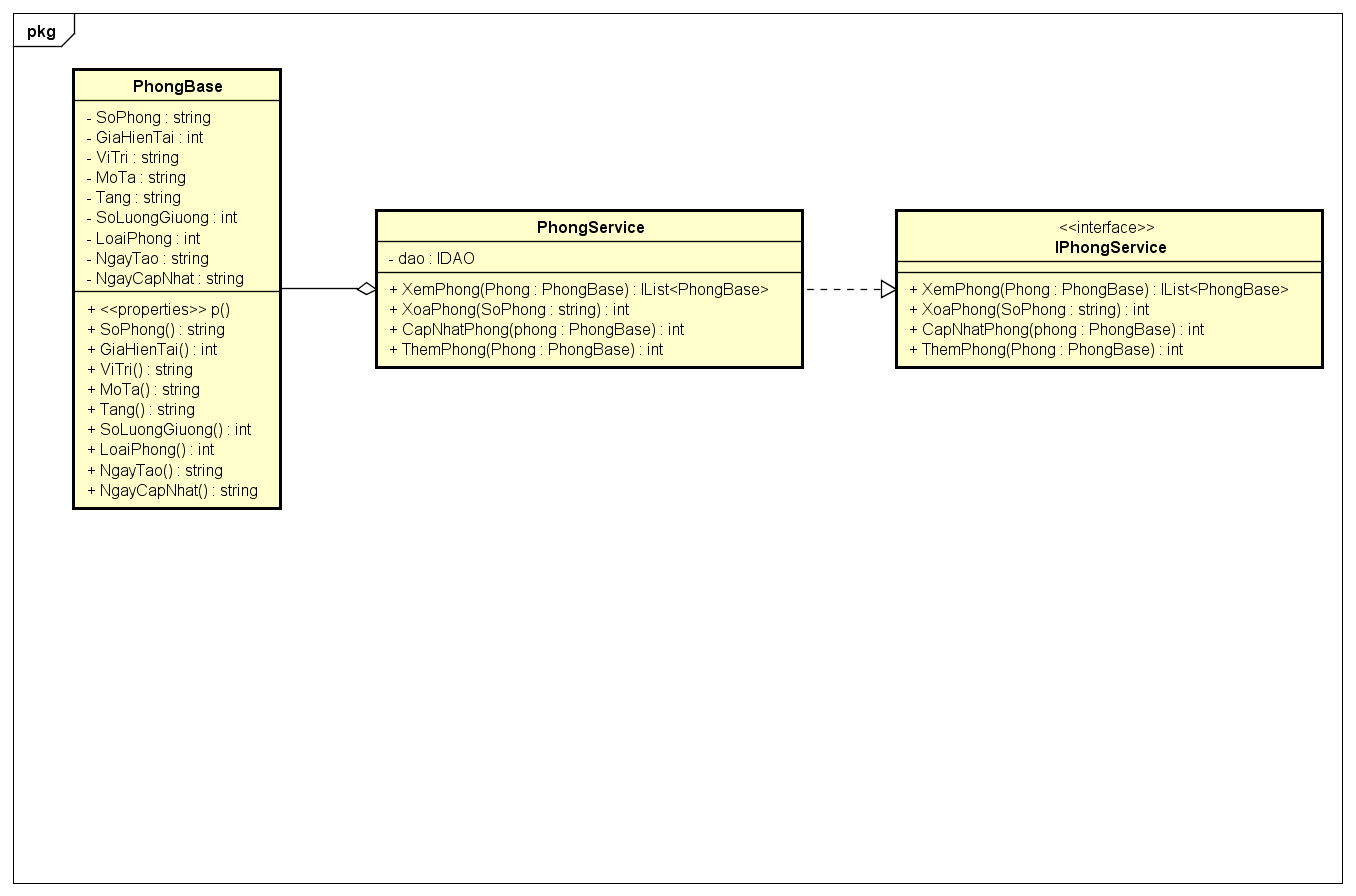 pkg
PhongBase
- SoPhong : string
- GiaHienTai : int
- ViTri : string
- MoTa : string
- Tang : string
- SoLuongGiuong : int
- LoaiPhong : int
- NgayTao : string
- NgayCapNhat : string
+ <<properties>> p()
+ SoPhong() : string
+ GiaHienTai() : int
+ ViTri() : string
+ MoTa() : string
+ Tang() : string
+ SoLuongGiuong() : int
+ LoaiPhong() : int
+ NgayTao() : string
+ NgayCapNhat() : string
PhongService
- dao : IDAO
+ XemPhong(Phong : PhongBase) : IList<PhongBase>
+ XoaPhong(SoPhong : string) : int
+ CapNhatPhong(phong : PhongBase) : int
+ ThemPhong(Phong : PhongBase) : int
<<interface>>
IPhongService
+ XemPhong(Phong : PhongBase) : IList<PhongBase>
+ XoaPhong(SoPhong : string) : int
+ CapNhatPhong(phong : PhongBase) : int
+ ThemPhong(Phong : PhongBase) : int